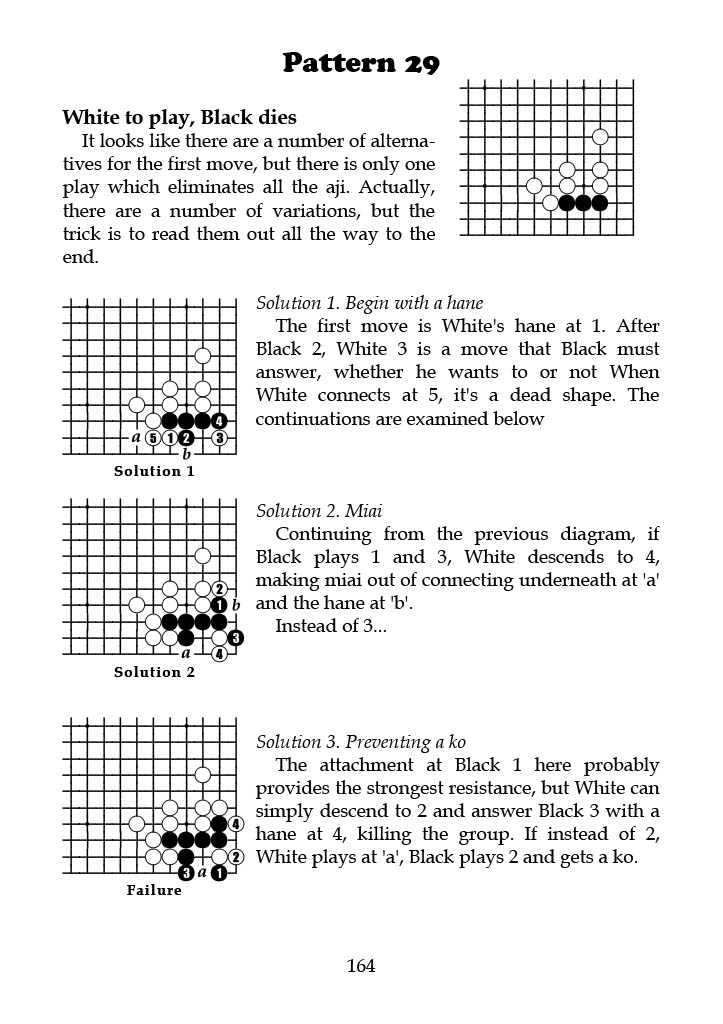 Pattern 29
White to play, Black dies
It looks like there are a number of alterna-
tives for the first move, but there is only one
play which eliminates all the aji. Actually,
there are a number of variations, but the
trick is to read them out all the way to the
end.
Solution 1. Begin with a hane
The first move is White's hane at 1. After
Black 2, White 3 is a move that Black must
answer, whether he wants to or not When
White connects at 5, it's a dead shape. The
continuations are examined below
4
a 5 1 2 3
b
Solution 1
Solution 2. Miai
Continuing from the previous diagram, if
Black plays 1 and 3, White descends to 4,
making miai out of connecting underneath at 'a'
and the hane at 'b'.
Instead of 3...
2
1 b
3
a 4
Solution 2
Solution 3. Preventing a ko
The attachment at Black 1 here probably
provides the strongest resistance, but White can
simply descend to 2 and answer Black 3 with a
hane at 4, killing the group. If instead of 2,
White plays at 'a', Black plays 2 and gets a ko.
4
2
3 a 1
Failure
164